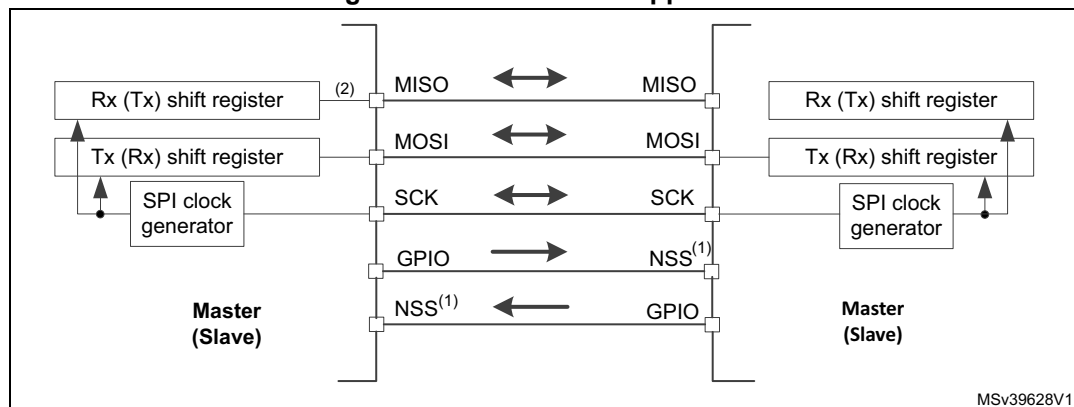 Rx (Tx) shift register
(2)
MISO
MISO
Rx (Tx) shift register
Tx (Rx) shift register
MOSI
MOSI
Tx (Rx) shift register
SPI clock
generator
SCK
SCK
SPI clock
generator
GPIO
NSS(1)
NSS(1)
GPIO
Master
(Slave)
Master
(Slave)
MSv39628V1